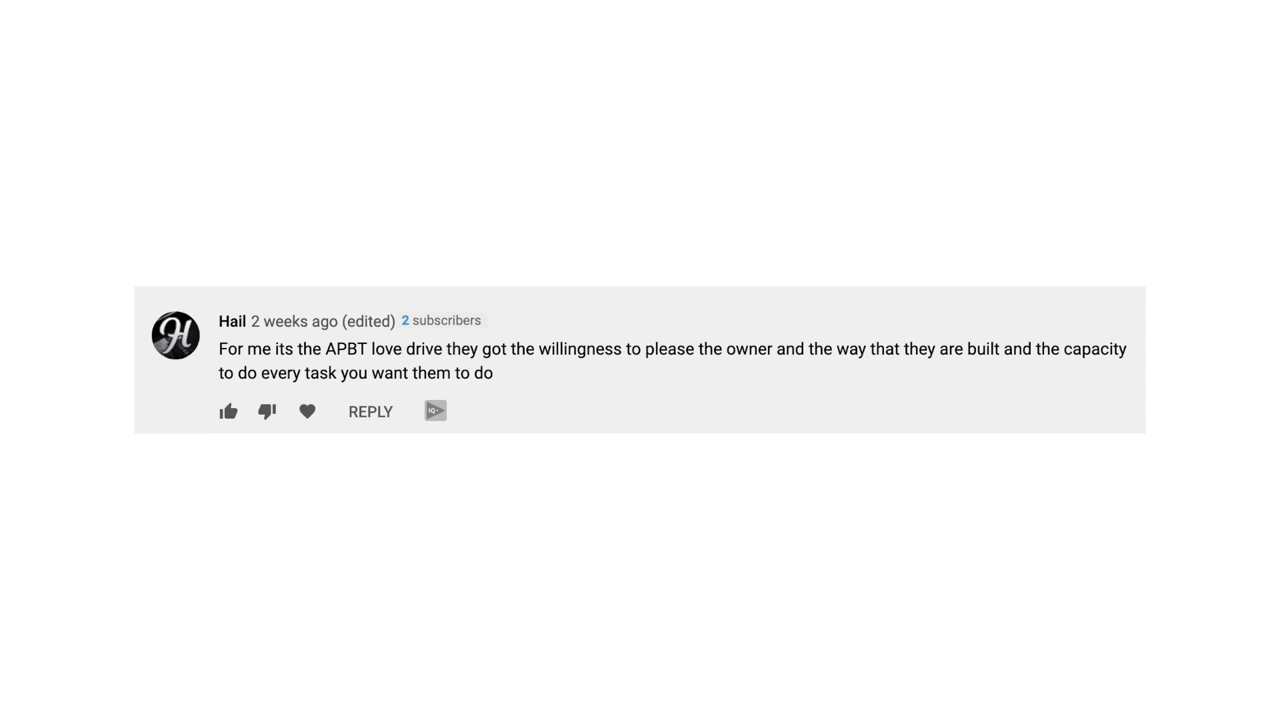 H
Hail 2 weeks ago (edited) 2 subscribers
For me its the APBT love drive they got the willingness to please the owner and the way that they are built and the capacity
to do every task you want them to do
REPLY IQ+